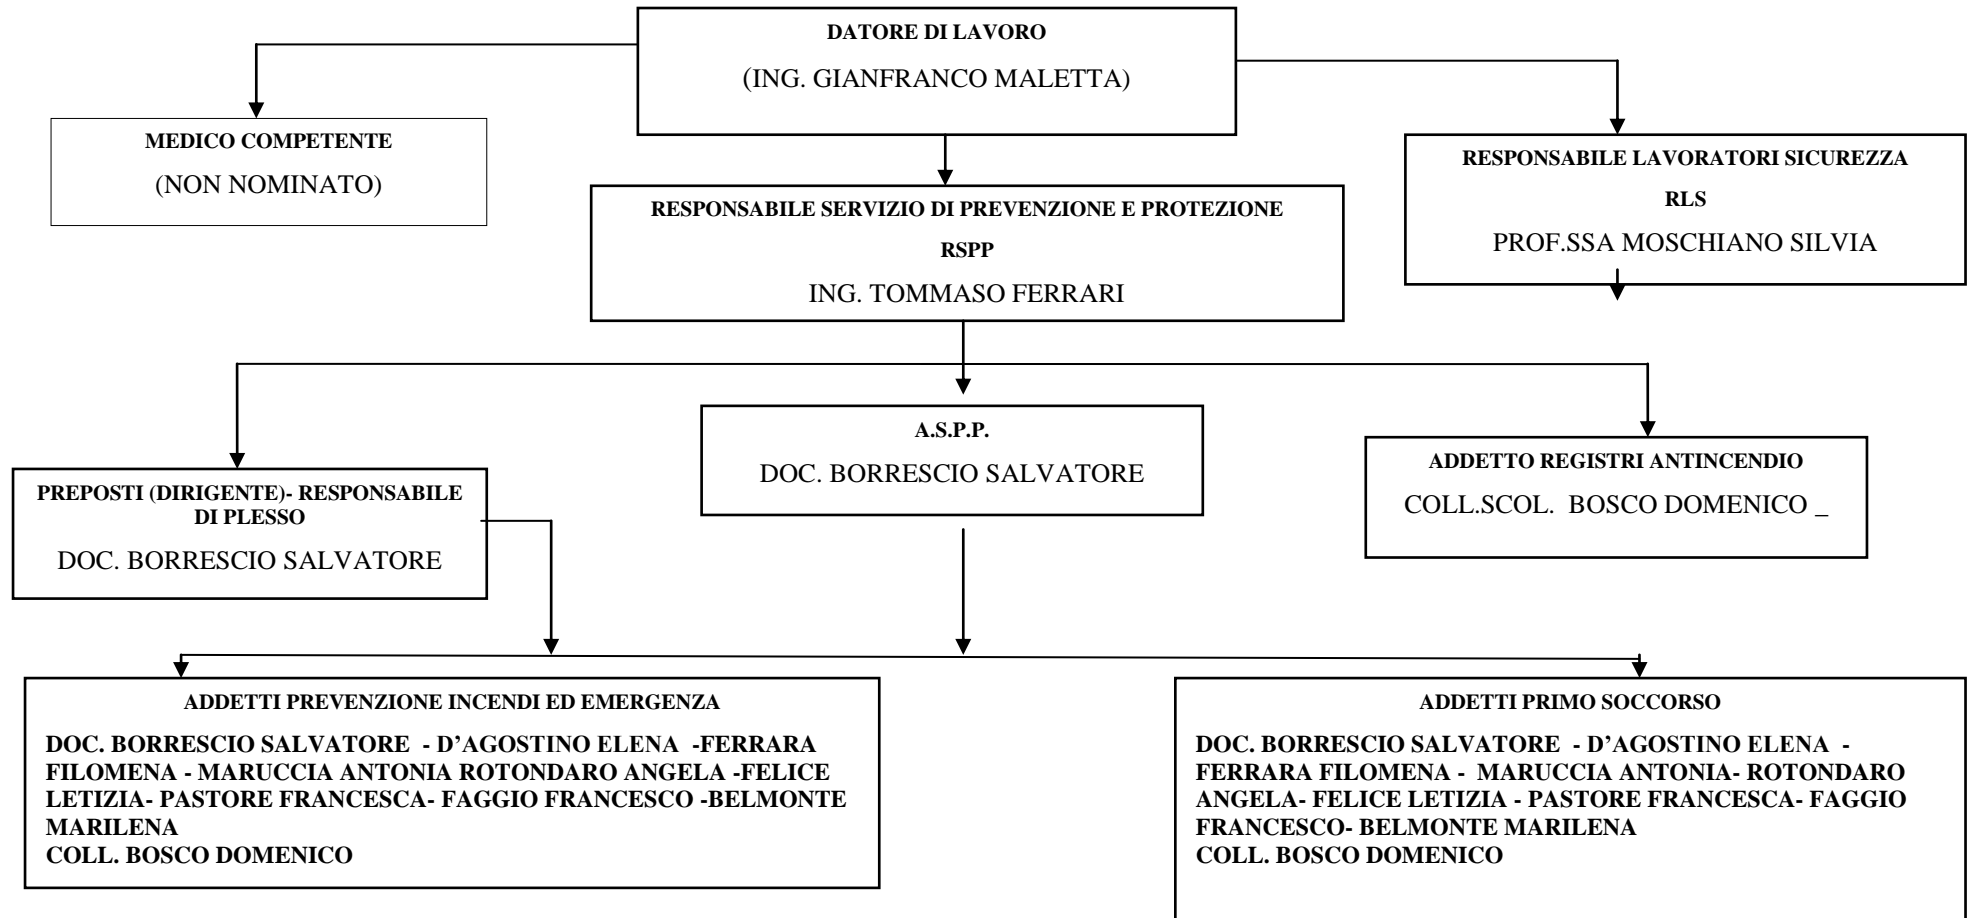 DATORE DI LAVORO
(ING. GIANFRANCO MALETTA)
MEDICO COMPETENTE
(NON NOMINATO)
RESPONSABILE LAVORATORI SICUREZZA
RLS
PROF.SSA MOSCHIANO SILVIA
RESPONSABILE SERVIZIO DI PREVENZIONE E PROTEZIONE
RSPP
ING. TOMMASO FERRARI
PREPOSTI (DIRIGENTE)- RESPONSABILE
DI PLESSO
DOC. BORRESCIO SALVATORE
A.S.P.P.
DOC. BORRESCIO SALVATORE
ADDETTO REGISTRI ANTINCENDIO
COLL.SCOL.  BOSCO DOMENICO _
ADDETTI PREVENZIONE INCENDI ED EMERGENZA
DOC. BORRESCIO SALVATORE  - D’AGOSTINO ELENA  -FERRARA
FILOMENA - MARUCCIA ANTONIA ROTONDARO ANGELA -FELICE
LETIZIA- PASTORE FRANCESCA- FAGGIO FRANCESCO -BELMONTE
MARILENA
COLL. BOSCO DOMENICO
ADDETTI PRIMO SOCCORSO
DOC. BORRESCIO SALVATORE  - D’AGOSTINO ELENA  -
FERRARA FILOMENA -  MARUCCIA ANTONIA- ROTONDARO
ANGELA- FELICE LETIZIA - PASTORE FRANCESCA- FAGGIO
FRANCESCO- BELMONTE MARILENA
COLL. BOSCO DOMENICO